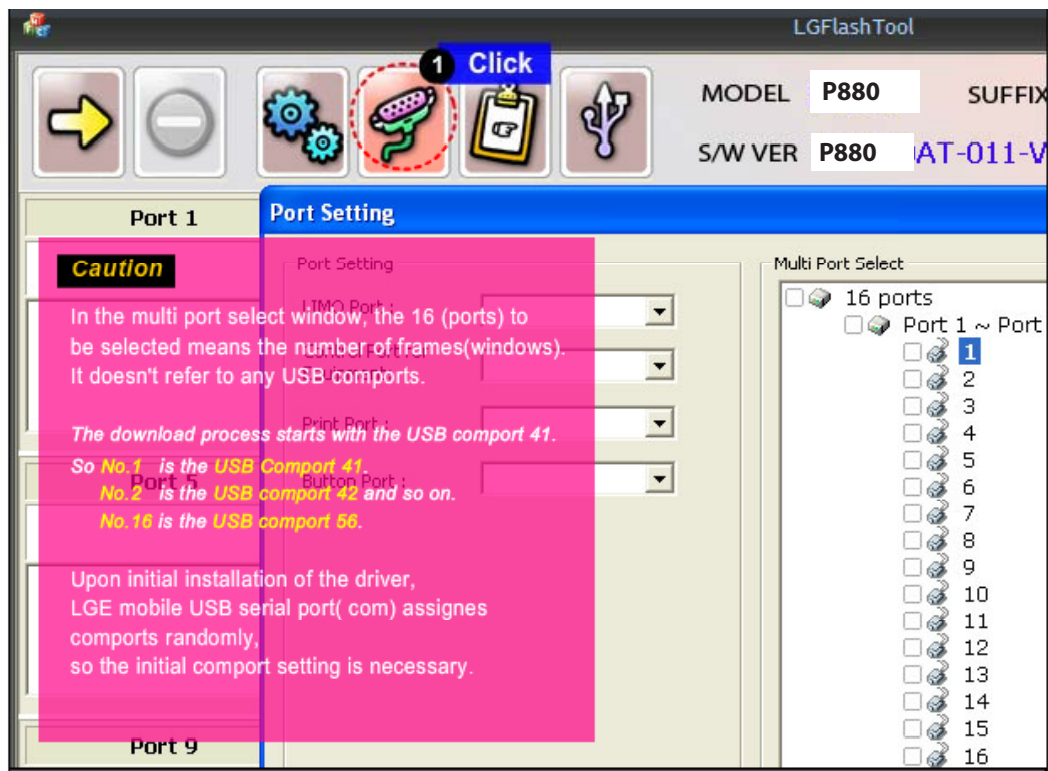 LGFlashTool
1 Click
MODEL P880 SUFFIX
S/W VER P880 AT-011-V
Port 1
Port Setting
Caution
In the multi port select window, the 16 (ports) to
be selected means the number of frames(windows).
It doesn't refer to any USB comports.
The download process starts with the USB comport 41.
So No.1 is the USB Comport 41.
No.2 is the USB comport 42 and so on.
No.16 is the USB comport 56.
Upon initial installation of the driver,
LGE mobile USB serial port( com) assignes
comports randomly,
so the initial comport setting is necessary.
Port Setting
Print Port :
Button Port :
Port 5
Port 9
Multi Port Select
16 ports
Port 1 ~ Port
1
2
3
4
5
6
7
8
9
10
11
12
13
14
15
16